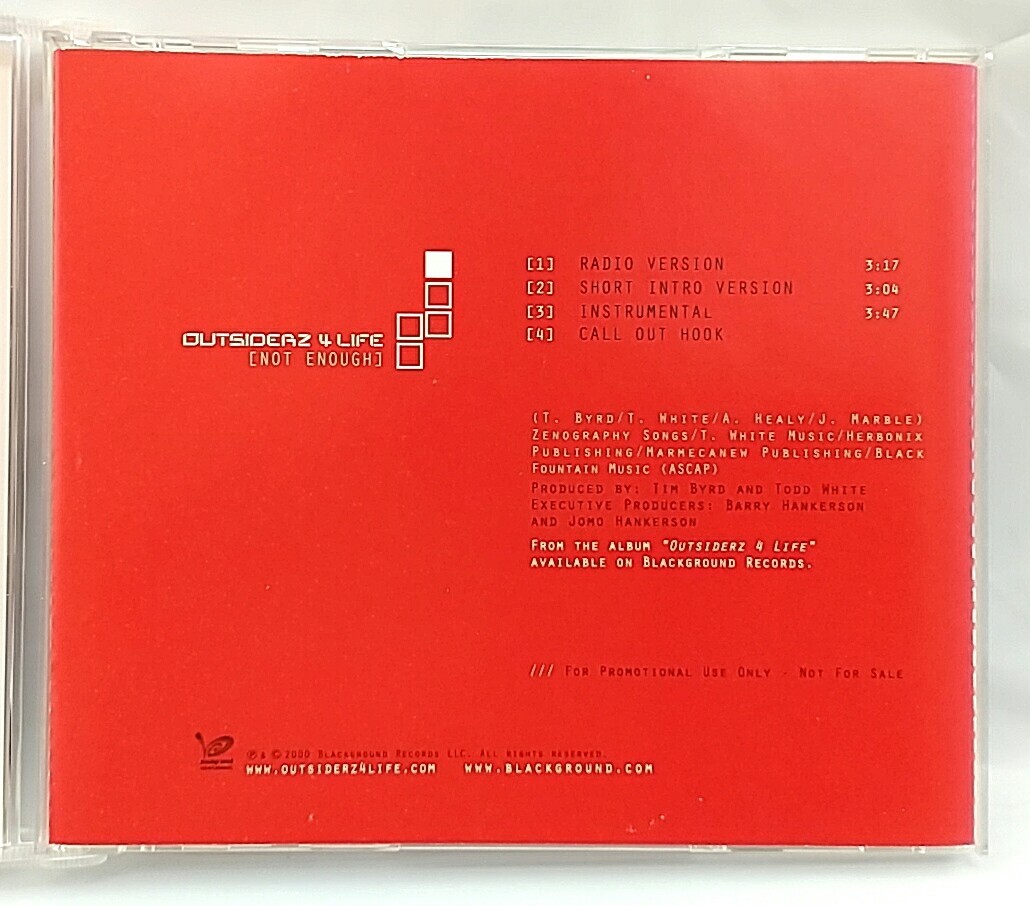 OUTSIDERZ 4 LIFE
[NOT ENOUGH]
[1] RADIO VERSION 3:17
[2] SHORT INTRO VERSION 3:04
[3] INSTRUMENTAL 3:47
[4] CALL OUT HOOK
(T. BYRD/T. WHITE/A. HEALY/J. MARBLE)
ZENOGRAPHY SONGS/T. WHITE MUSIC/HERBONIX
PUBLISHING/MARMECANEW PUBLISHING/BLACK
FOUNTAIN MUSIC (ASCAP)
PRODUCED BY: TIM BYRD AND TODD WHITE
EXECUTIVE PRODUCERS: BARRY HANKERSON
AND JOMO HANKERSON
FROM THE ALBUM "OUTSIDERZ 4 LIFE"
AVAILABLE ON BLACKGROUND RECORDS.
/// FOR PROMOTIONAL USE ONLY - NOT FOR SALE
℗ & © 2000 BLACKGROUND RECORDS LLC. ALL RIGHTS RESERVED.
WWW.OUTSIDERZ4LIFE.COM WWW.BLACKGROUND.COM